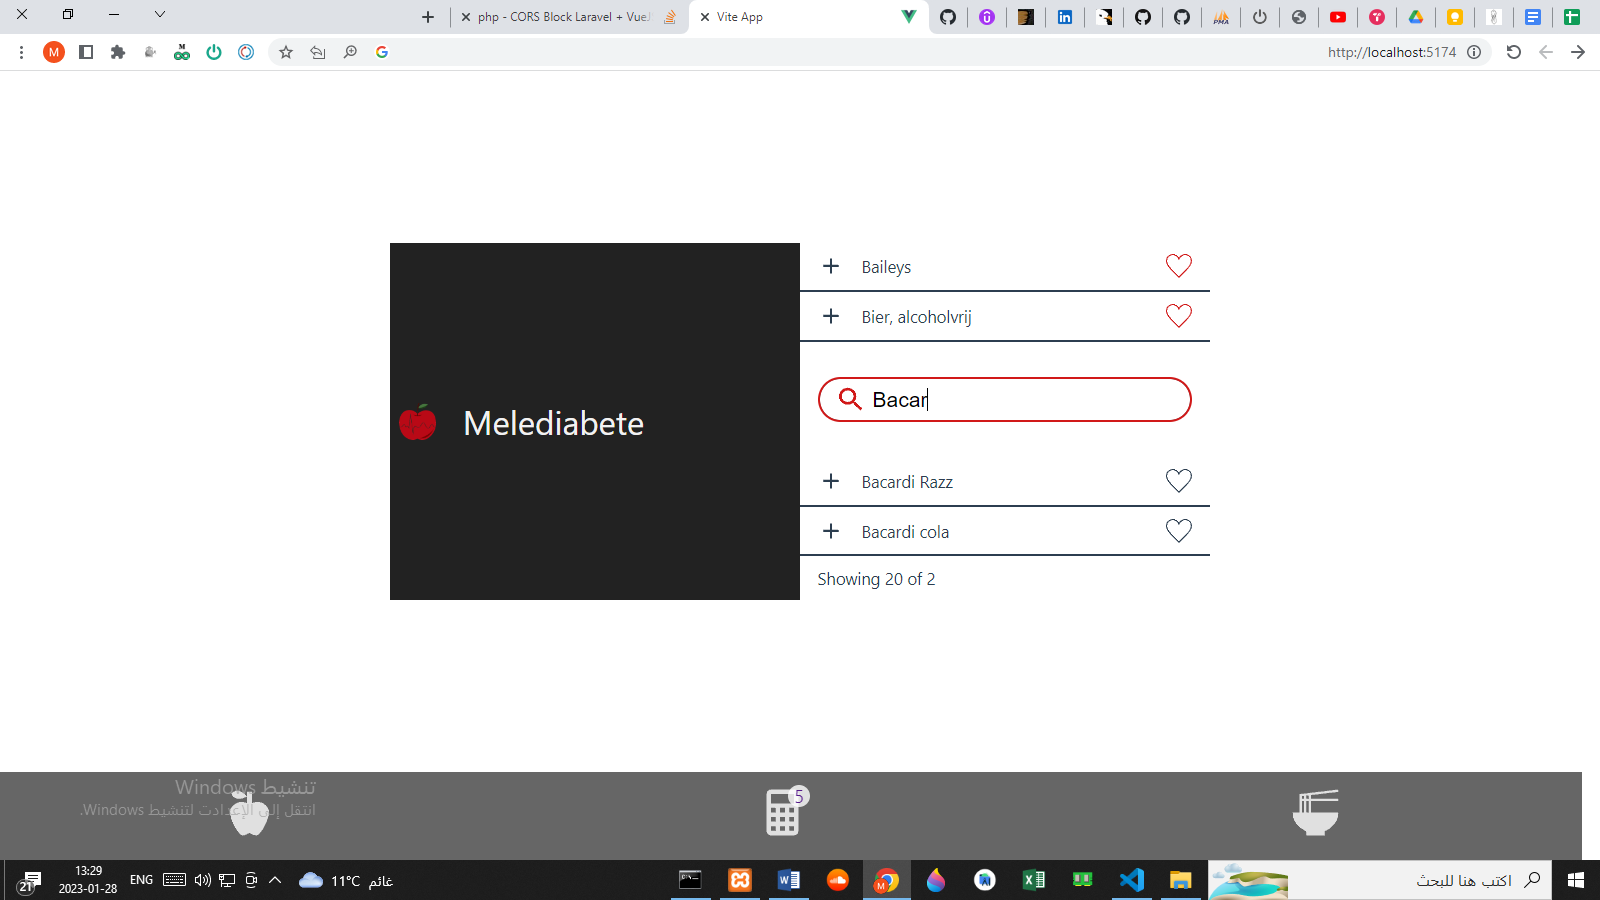 php - CORS Block Laravel + VueJ
Vite App
M
http://localhost:5174
Baileys
Bier, alcoholvrij
Bacar
Melediabete
Bacardi Razz
Bacardi cola
Showing 20 of 2
تنشيط Windows
انتقل إلى الإعدادت لتنشيط Windows.
5
21
13:29
2023-01-28
ENG
11°C غائم
اكتب هنا للبحث